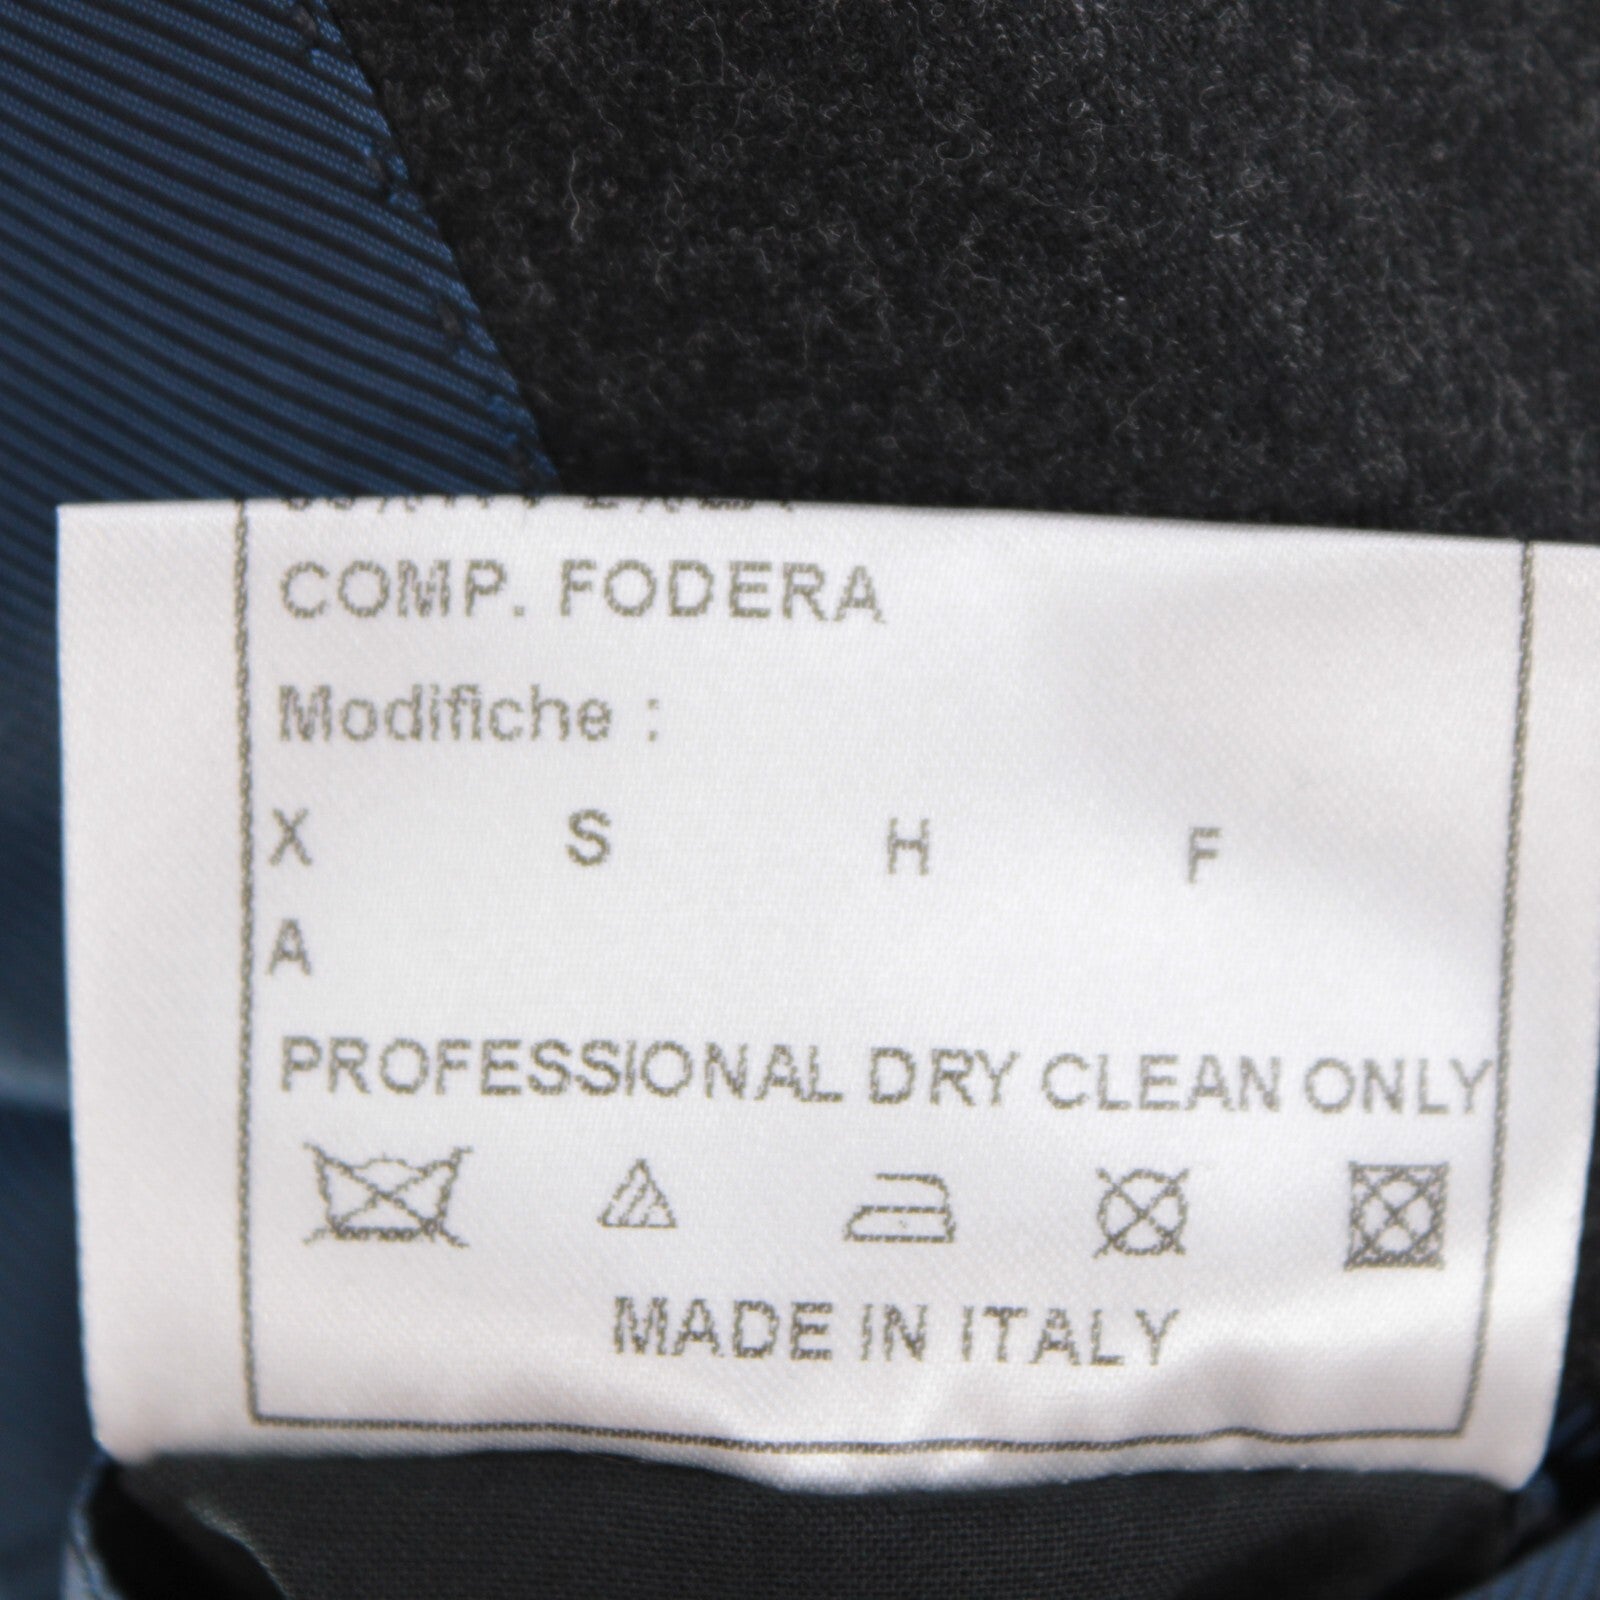 COMP. FODERA
Modifiche :
X S H F
A
PROFESSIONAL DRY CLEAN ONLY
MADE IN ITALY